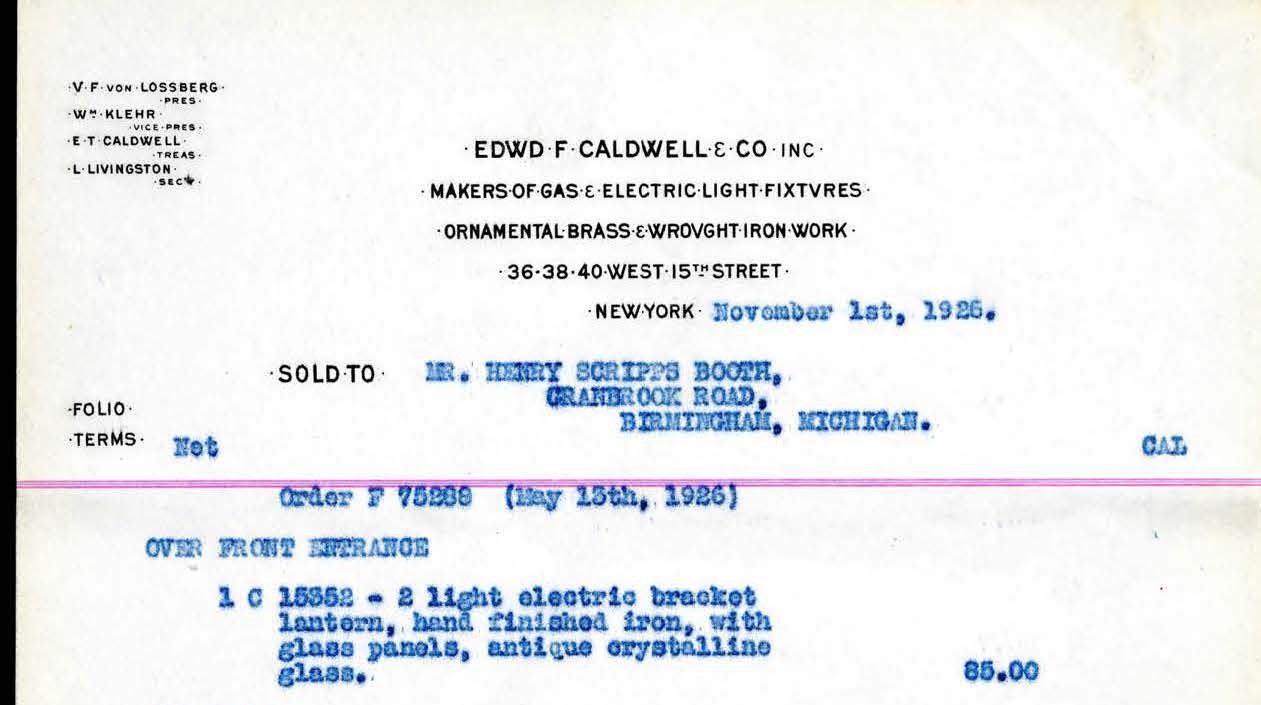 ·V·F·VON·LOSSBERG·
·PRES·
·WM·KLEHR·
·VICE·PRES·
·E·T·CALDWELL·
·TREAS·
·L·LIVINGSTON·
·SECY·
·EDWD·F·CALDWELL·&·CO·INC·
·MAKERS·OF·GAS·&·ELECTRIC·LIGHT·FIXTVRES·
·ORNAMENTAL·BRASS·&·WROVGHT·IRON·WORK·
·36·38·40·WEST·15TH·STREET·
·NEW·YORK· November 1st, 1926.
·SOLD·TO· MR. HENRY SCRIPPS BOOTH,
CRANBROOK ROAD,
·FOLIO·
BIRMINGHAM, MICHIGAN.
·TERMS· Net CAL
Order F (May 13th, 1926)
OVER FRONT ENTRANCE
1 C 15352 - 2 light electric bracket
lantern, hand finished iron, with
glass panels, antique crystalline
glass. 85.00